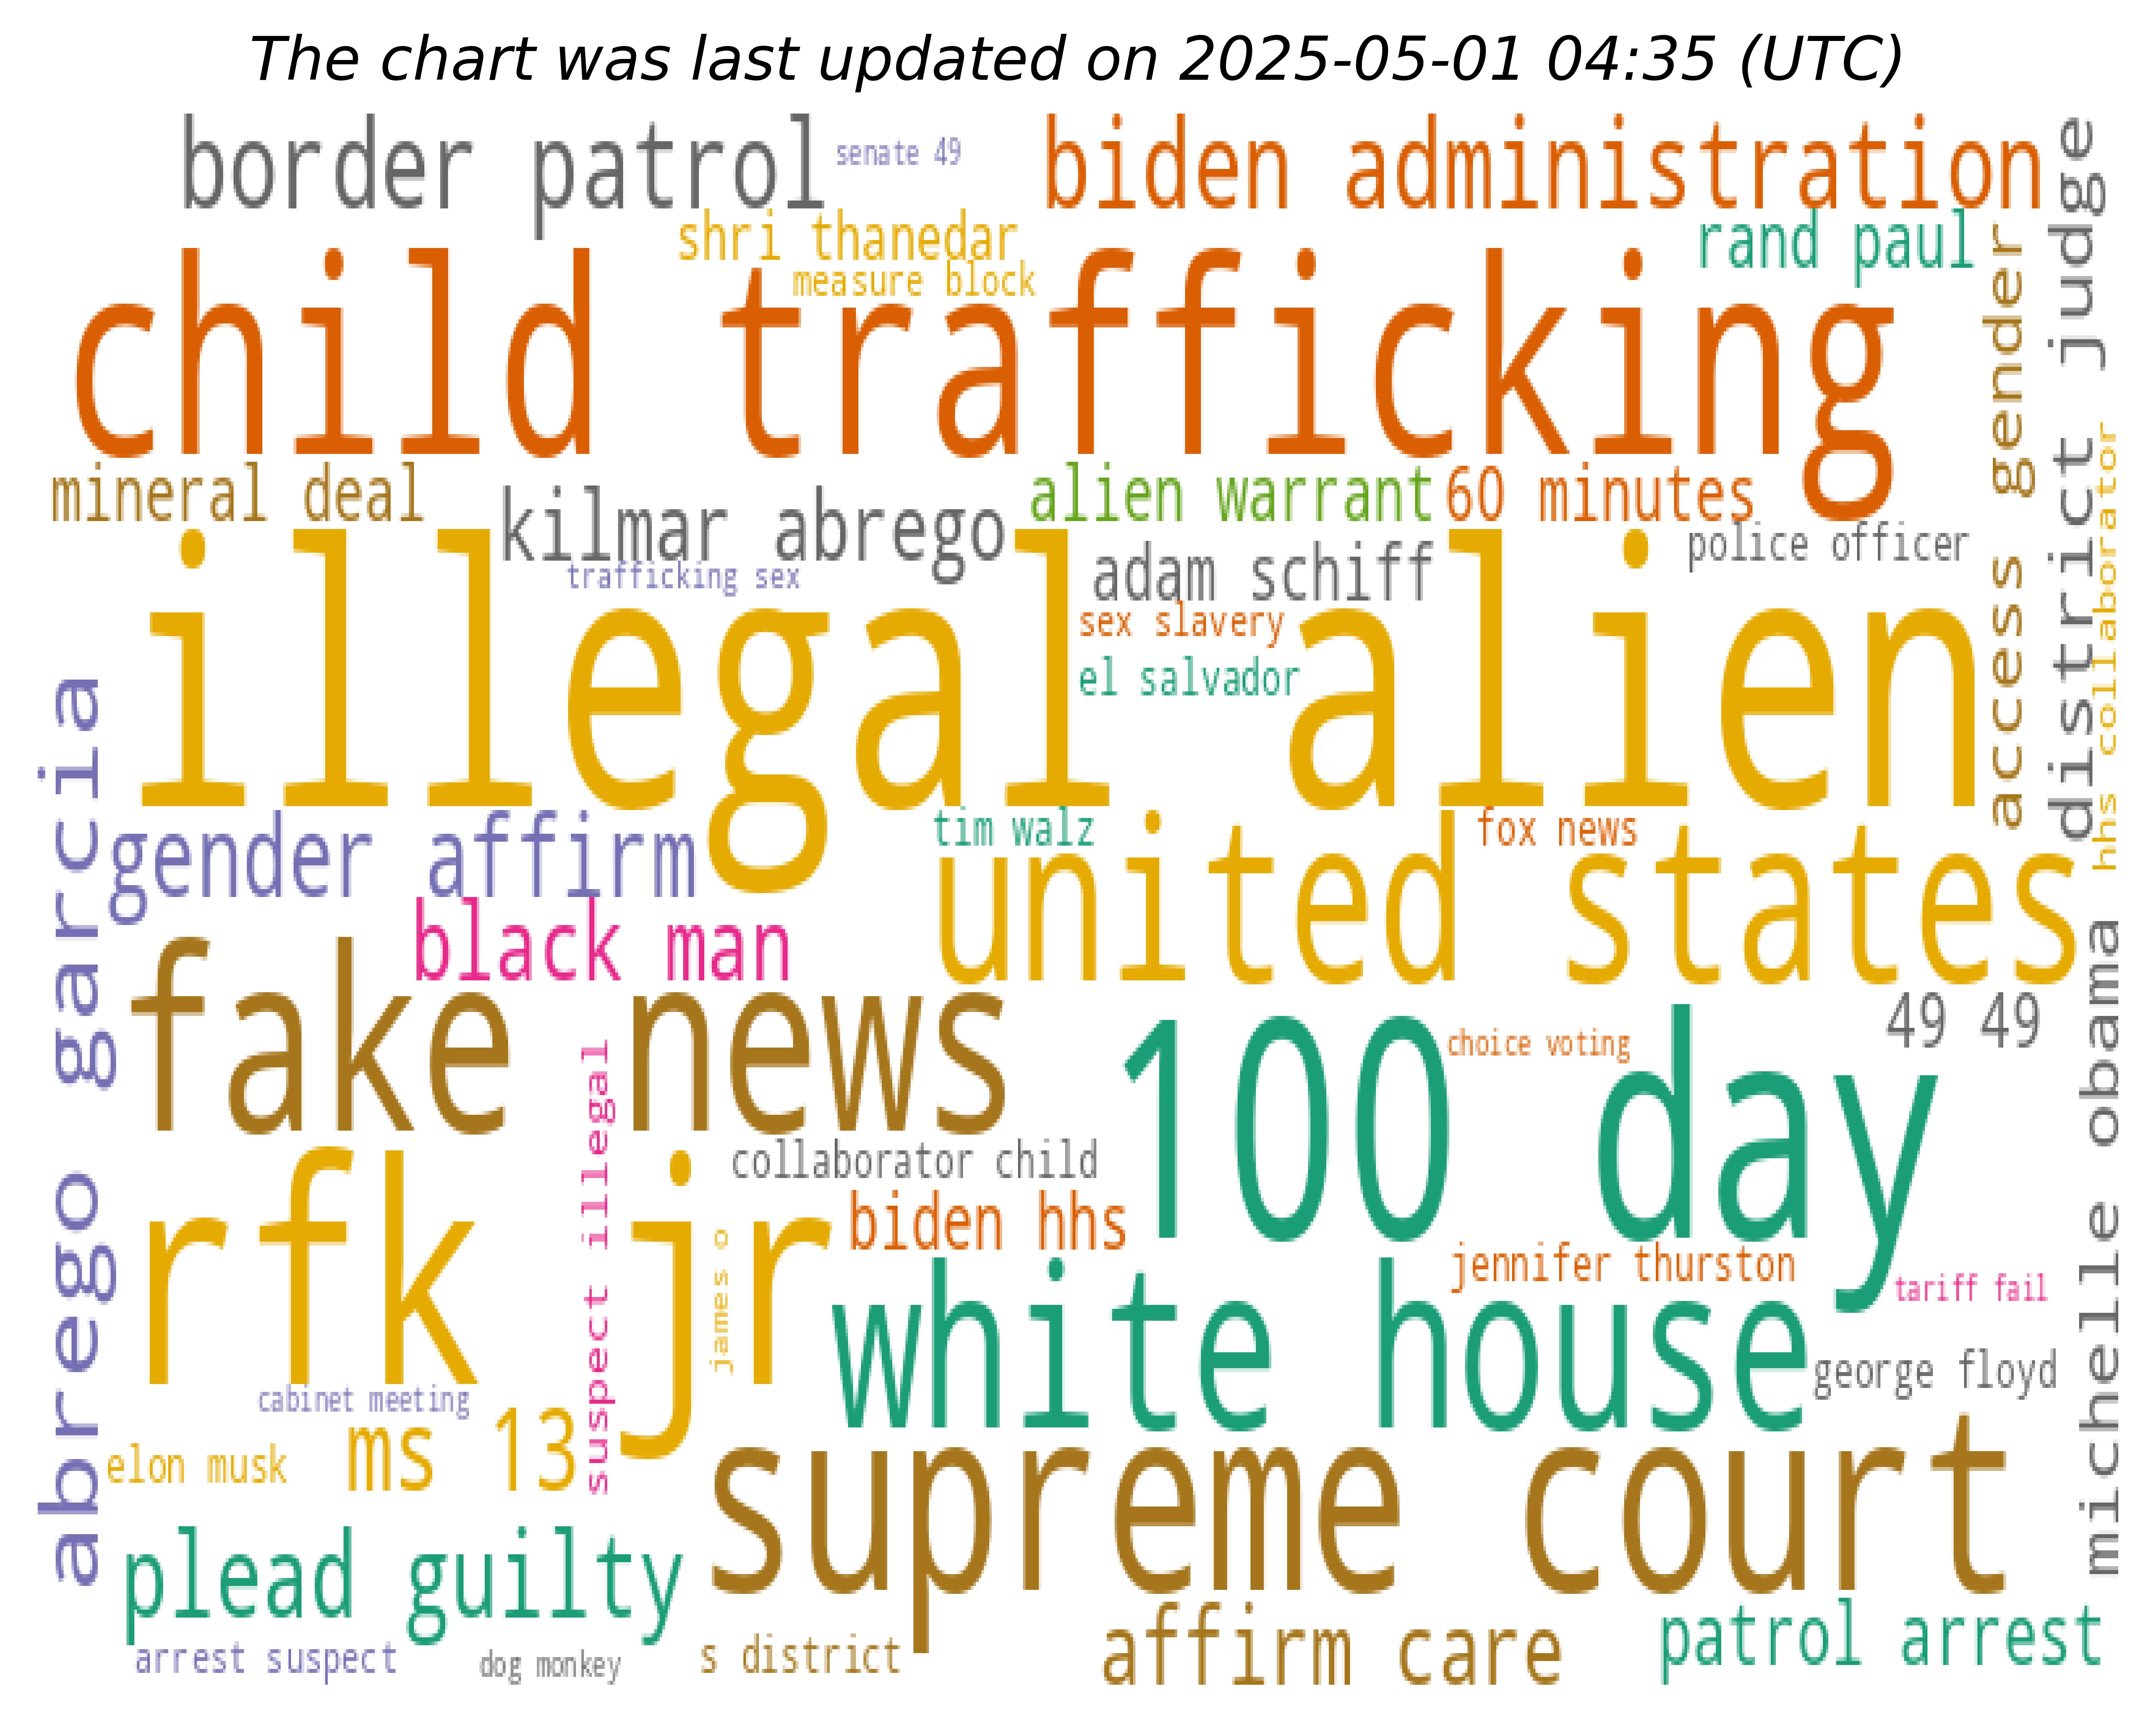 The chart was last updated on 2025-05-01 04:35 (UTC)
border patrol
senate 49
biden administration
district judge
shri thanedar
rand paul
measure block
access gender
child trafficking
mineral deal
kilmar abrego
alien warrant
60 minutes
hhs collaborator
police officer
trafficking sex
adam schiff
illegal alien
sex slavery
el salvador
abrego garcia
gender affirm
tim walz
fox news
united states
black man
michelle obama
fake news
100 day
choice voting
49 49
suspect illegal
collaborator child
rfk jr
biden hhs
james o
jennifer thurston
tariff fail
white house
george floyd
cabinet meeting
elon musk
ms 13
supreme court
plead guilty
affirm care
patrol arrest
arrest suspect
dog monkey
s district